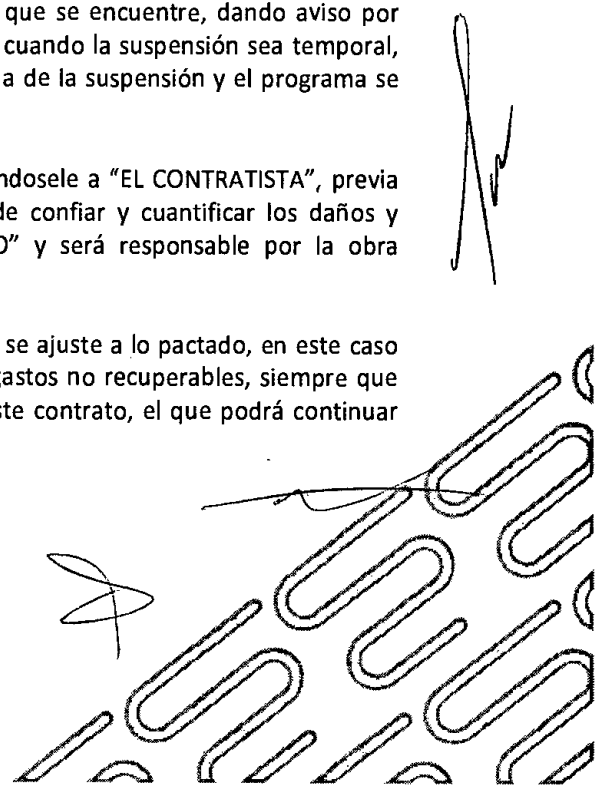 que se encuentre, dando aviso por
cuando la suspensión sea temporal,
a de la suspensión y el programa se
ndosele a "EL CONTRATISTA", previa
de confiar y cuantificar los daños y
O" y será responsable por la obra
se ajuste a lo pactado, en este caso
gastos no recuperables, siempre que
ste contrato, el que podrá continuar